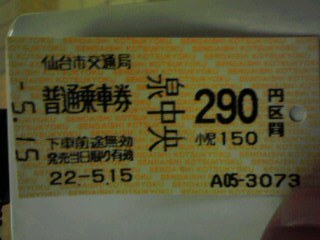 仙台市交通局
普通乗車券
下車前途無効
発売当日限り有効
22-5.15
-5.15
泉中央
290円区間
小児150
A05-3073